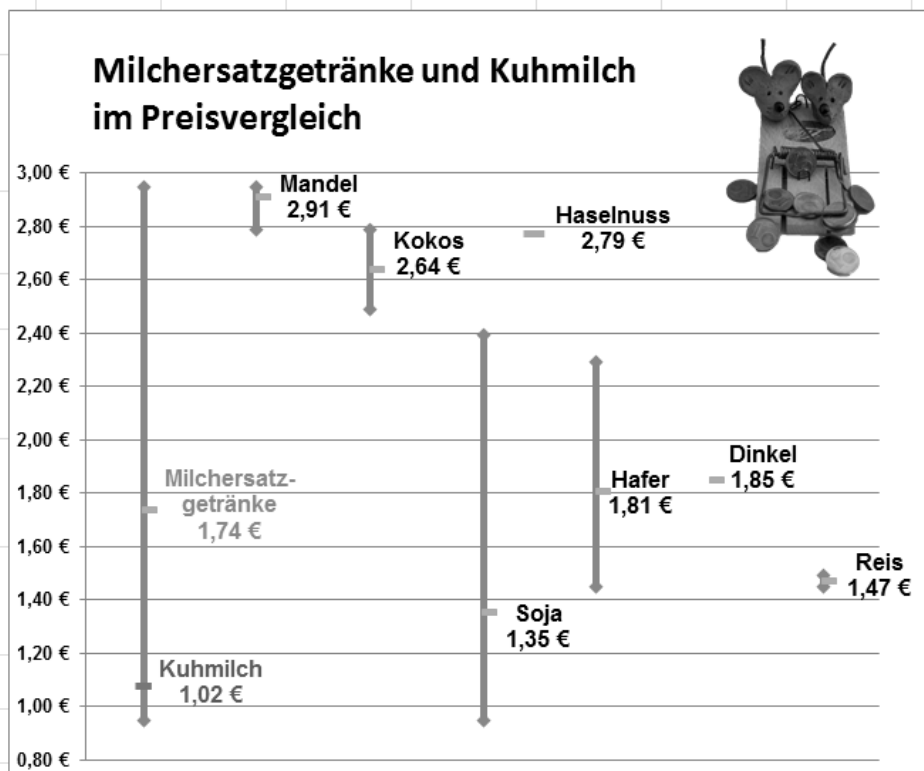 Milchersatzgetränke und Kuhmilch
im Preisvergleich
3,00 €
2,80 €
2,60 €
2,40 €
2,20 €
2,00 €
1,80 €
1,60 €
1,40 €
1,20 €
1,00 €
0,80 €
Mandel
2,91 €
Kokos
2,64 €
Haselnuss
2,79 €
Milchersatz-
getränke
1,74 €
Kuhmilch
1,02 €
Soja
1,35 €
Hafer
1,81 €
Dinkel
1,85 €
Reis
1,47 €